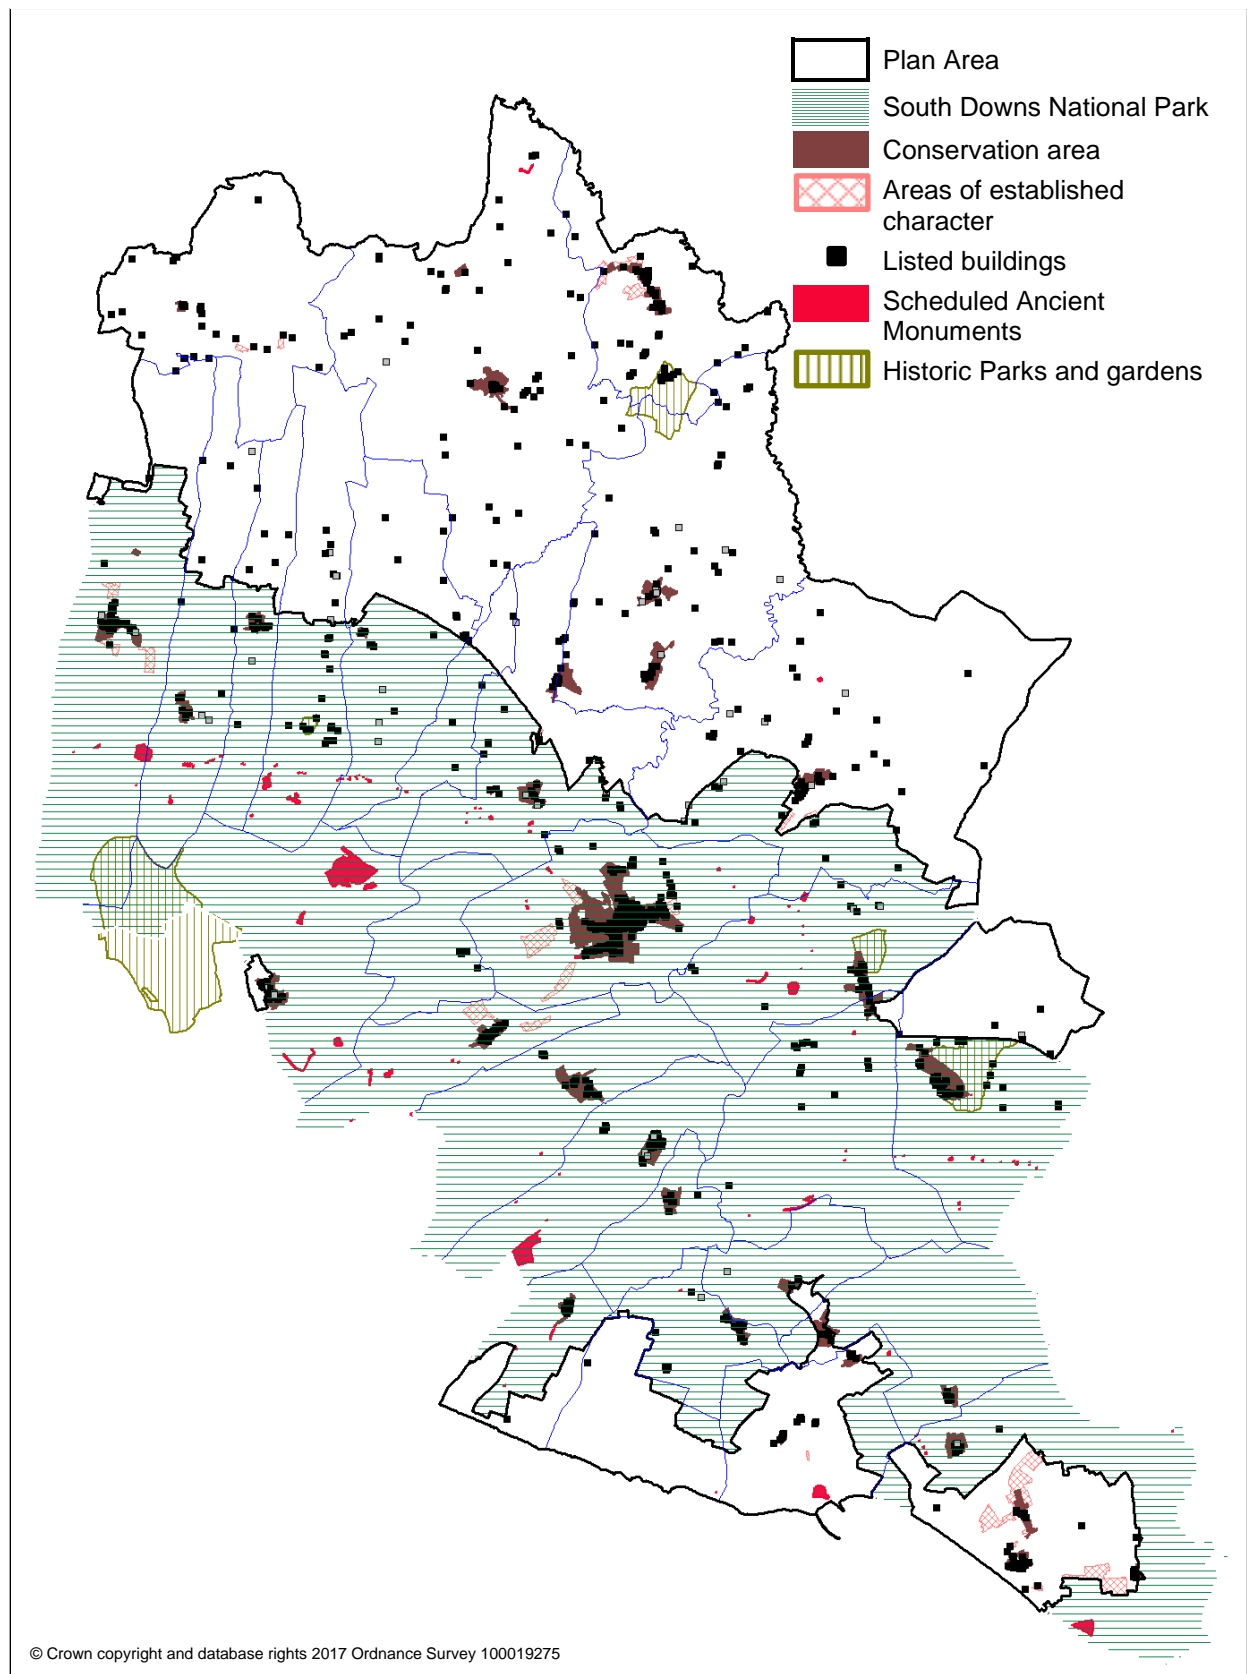 Plan Area
South Downs National Park
Conservation area
Areas of established
character
Listed buildings
Scheduled Ancient
Monuments
Historic Parks and gardens
© Crown copyright and database rights 2017 Ordnance Survey 100019275